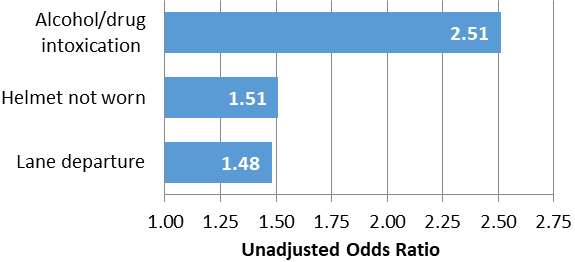 Alcohol/drug
intoxication
2.51
Helmet not worn
1.51
Lane departure
1.48
1.00 1.25 1.50 1.75 2.00 2.25 2.50 2.75
Unadjusted Odds Ratio